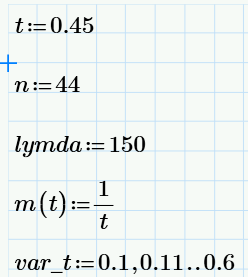 t:=0.45
n:=44
lymda:=150
m(t):=1/t
var_t:=0.1,0.11..0.6